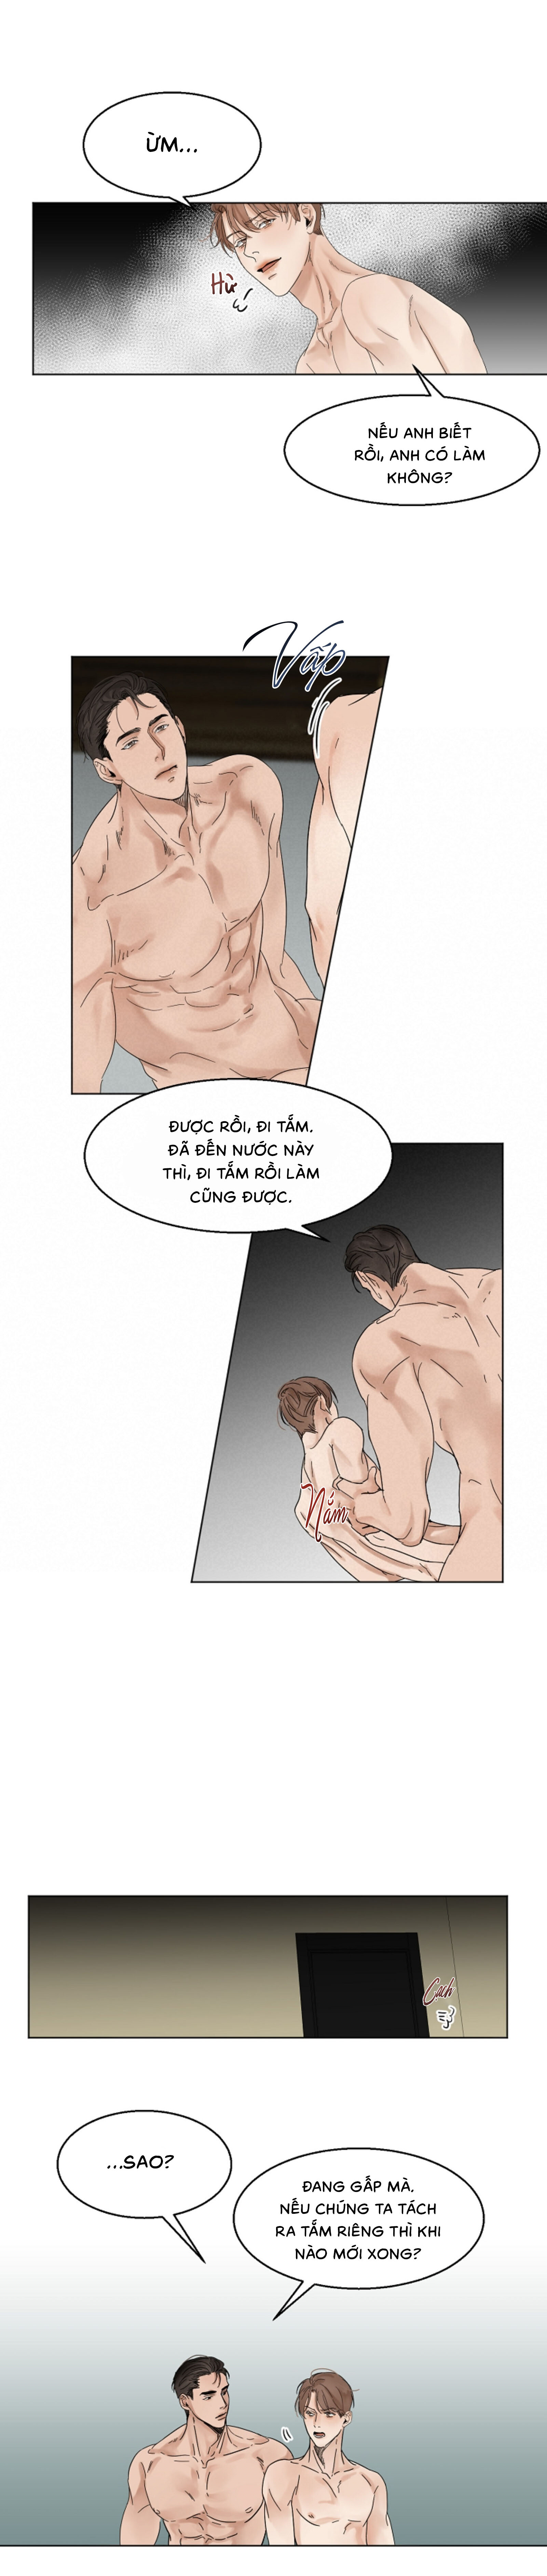 ỪM...
Hừ
NẾU ANH BIẾT
RỒI, ANH CÓ LÀM
KHÔNG?
Vấp
ĐƯỢC RỒI, ĐI TẮM.
ĐÃ ĐẾN NƯỚC NÀY
THÌ, ĐI TẮM RỒI LÀM
CŨNG ĐƯỢC.
Nắm
Cạch
...SAO?
ĐANG GẤP MÀ.
NẾU CHÚNG TA TÁCH
RA TẮM RIÊNG THÌ KHI
NÀO MỚI XONG?